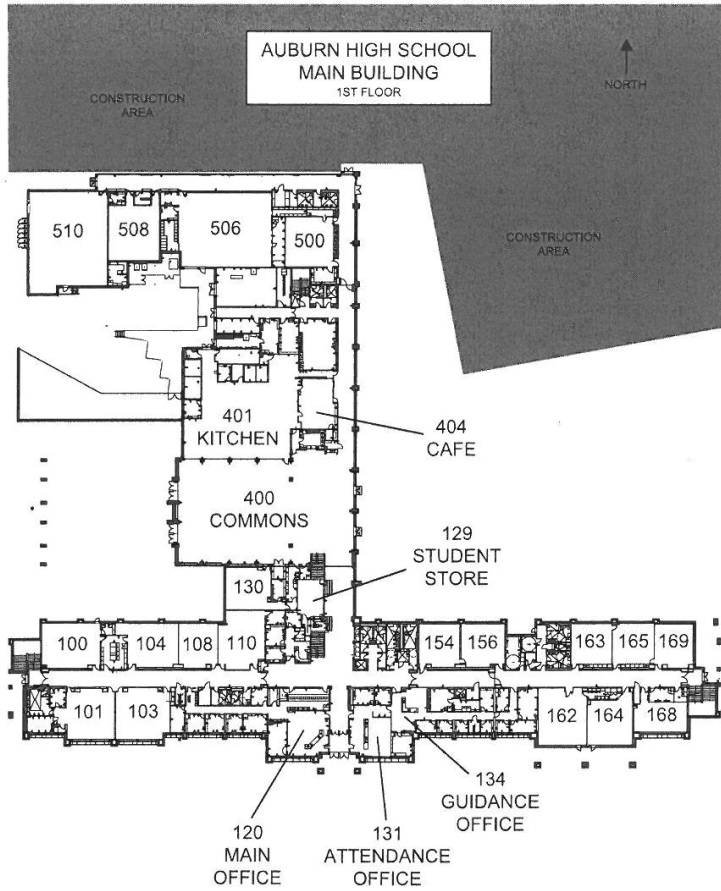 AUBURN HIGH SCHOOL
MAIN BUILDING
1ST FLOOR
NORTH
CONSTRUCTION
AREA
CONSTRUCTION
AREA
510
508
506
500
401
KITCHEN
404
CAFE
400
COMMONS
129
STUDENT
STORE
130
100
104
108
110
154
156
163
165
169
101
103
162
164
168
134
GUIDANCE
OFFICE
120
MAIN
OFFICE
131
ATTENDANCE
OFFICE